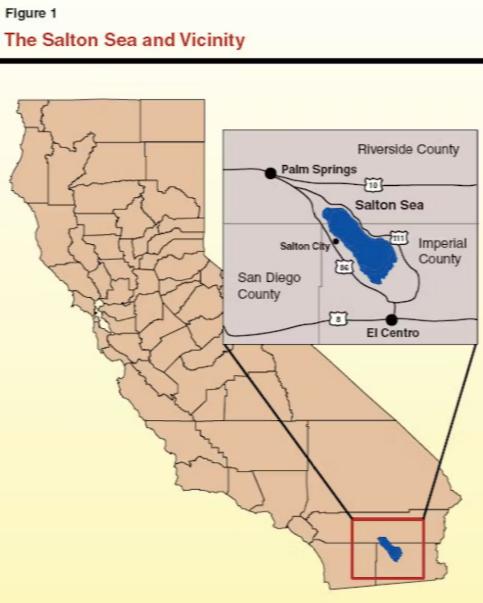 Figure 1
The Salton Sea and Vicinity
Riverside County
Palm Springs
10
Salton Sea
111
Salton City
Imperial
County
86
San Diego
County
8
El Centro